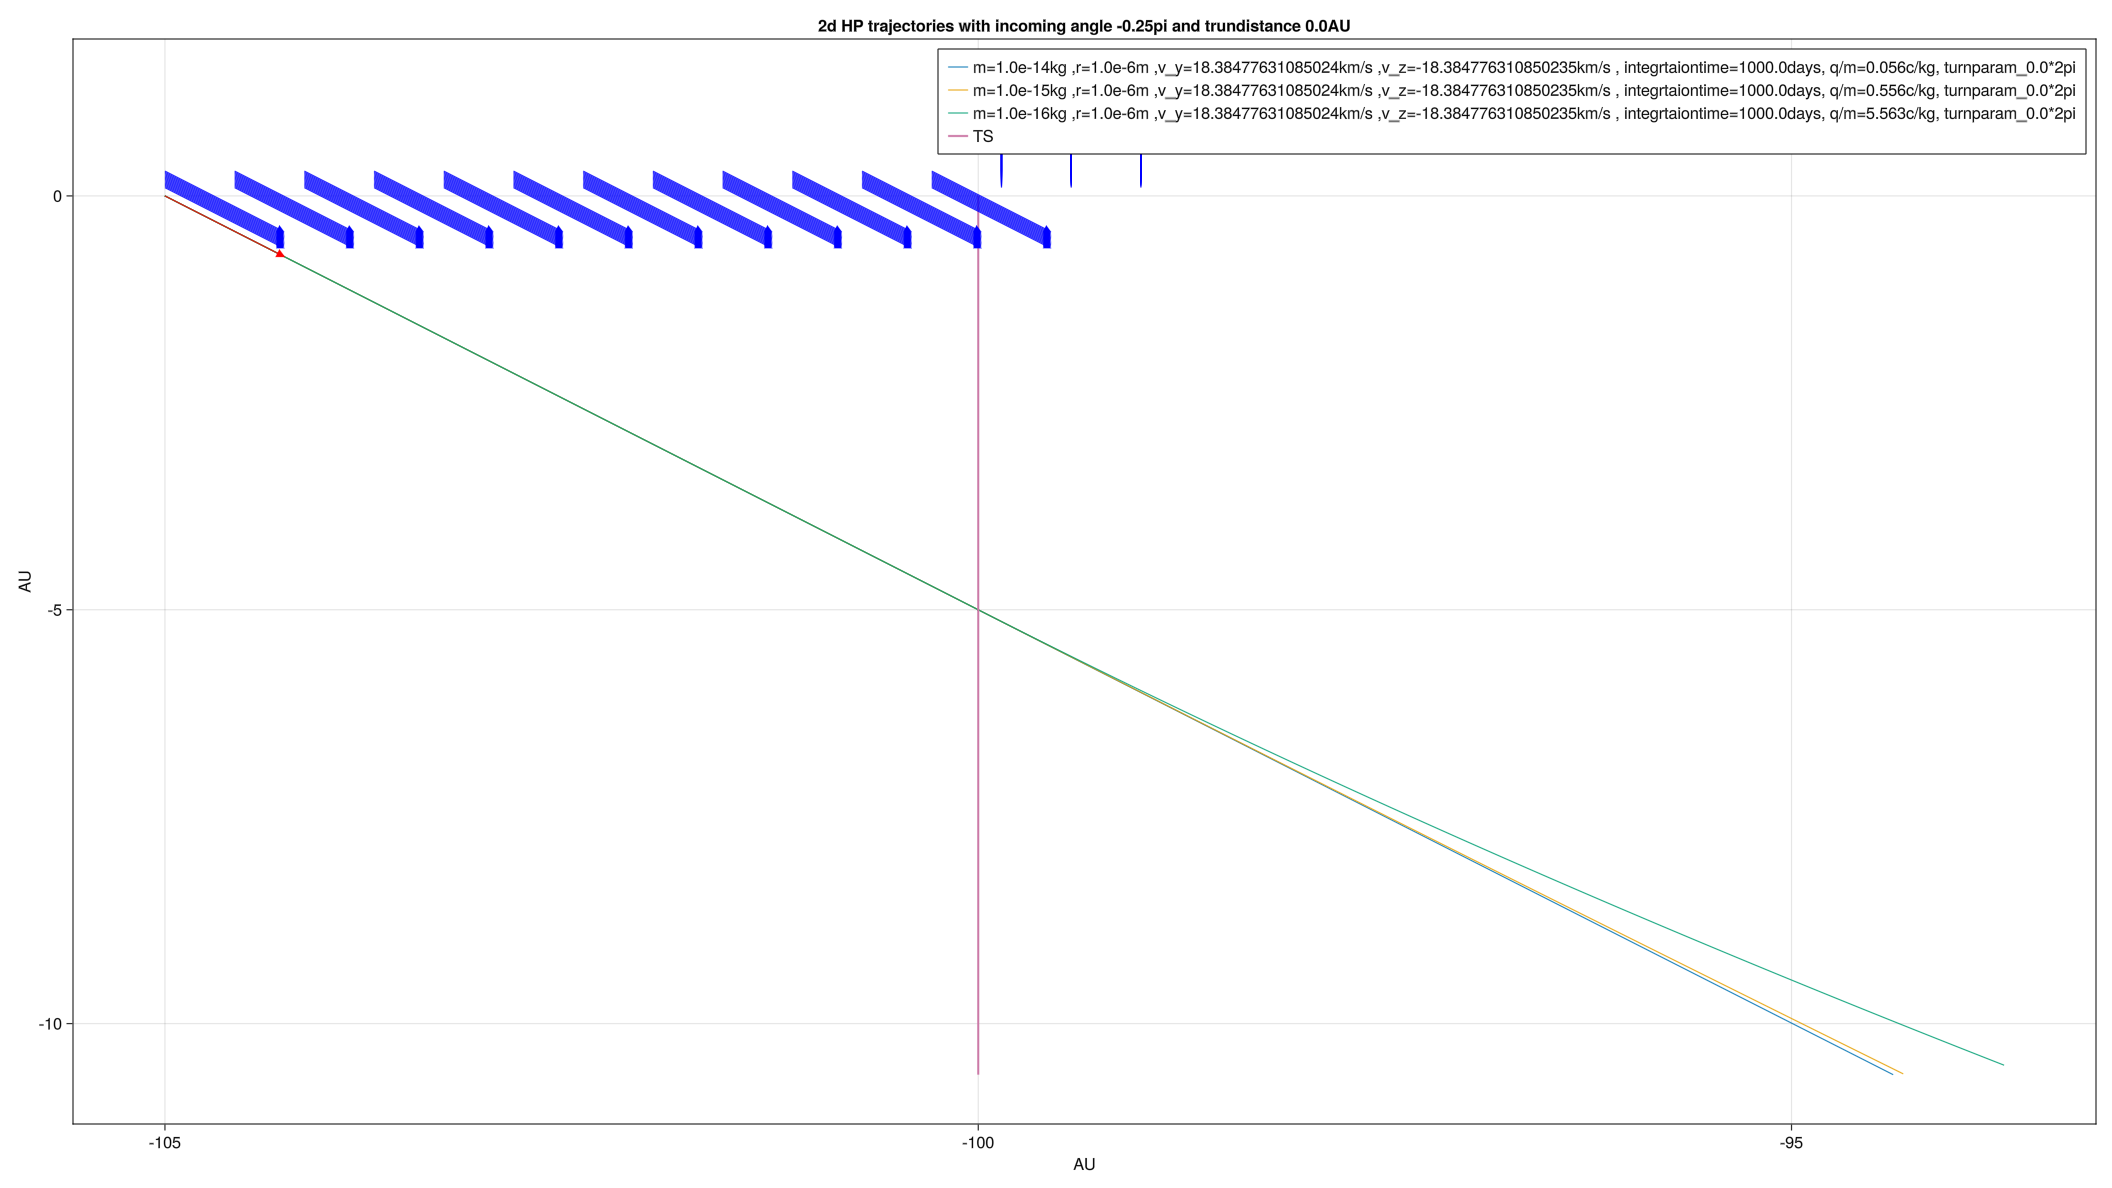 2d HP trajectories with incoming angle -0.25pi and trundistance 0.0AU
m=1.0e-14kg ,r=1.0e-6m ,v_y=18.38477631085024km/s ,v_z=-18.384776310850235km/s , integrtaiontime=1000.0days, q/m=0.056c/kg, turnparam_0.0*2pi
m=1.0e-15kg ,r=1.0e-6m ,v_y=18.38477631085024km/s ,v_z=-18.384776310850235km/s , integrtaiontime=1000.0days, q/m=0.556c/kg, turnparam_0.0*2pi
m=1.0e-16kg ,r=1.0e-6m ,v_y=18.38477631085024km/s ,v_z=-18.384776310850235km/s , integrtaiontime=1000.0days, q/m=5.563c/kg, turnparam_0.0*2pi
TS
0
-5
-10
AU
-105
-100
-95
AU